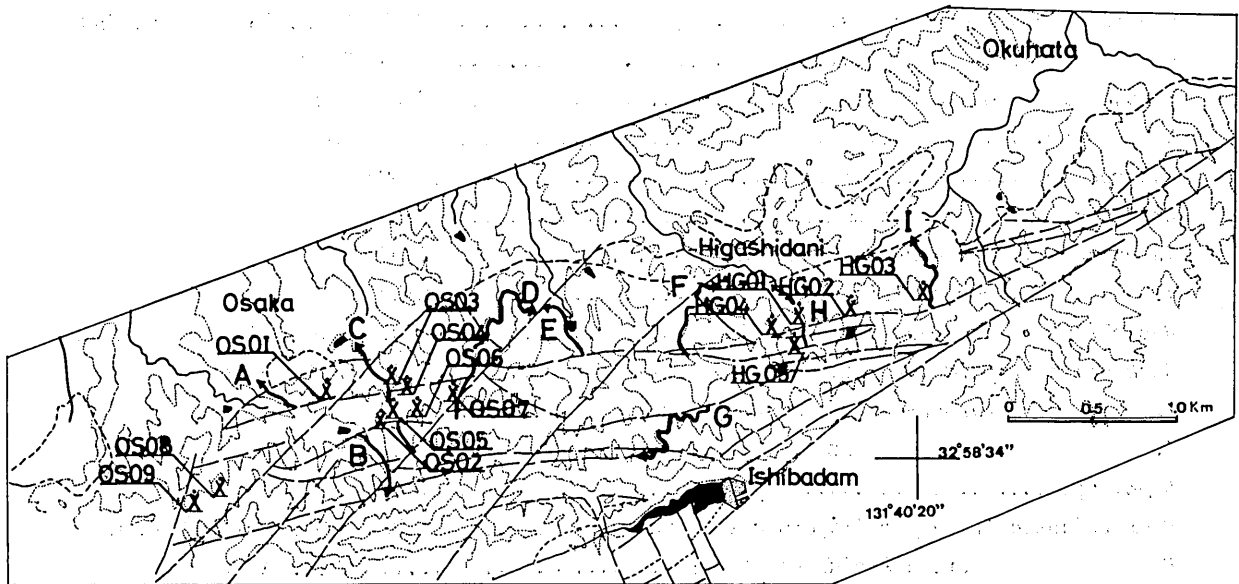 Okuhata
I
Higashidani
HG03
F
HG01
HG02
HG04
H
HG05
D
E
OS03
OS04
OS06
C
Osaka
OS01
A
OS07
G
OS05
OS02
B
OS08
OS09
0 0.5 1.0 Km
32°58'34"
131°40'20"
Ishibadam